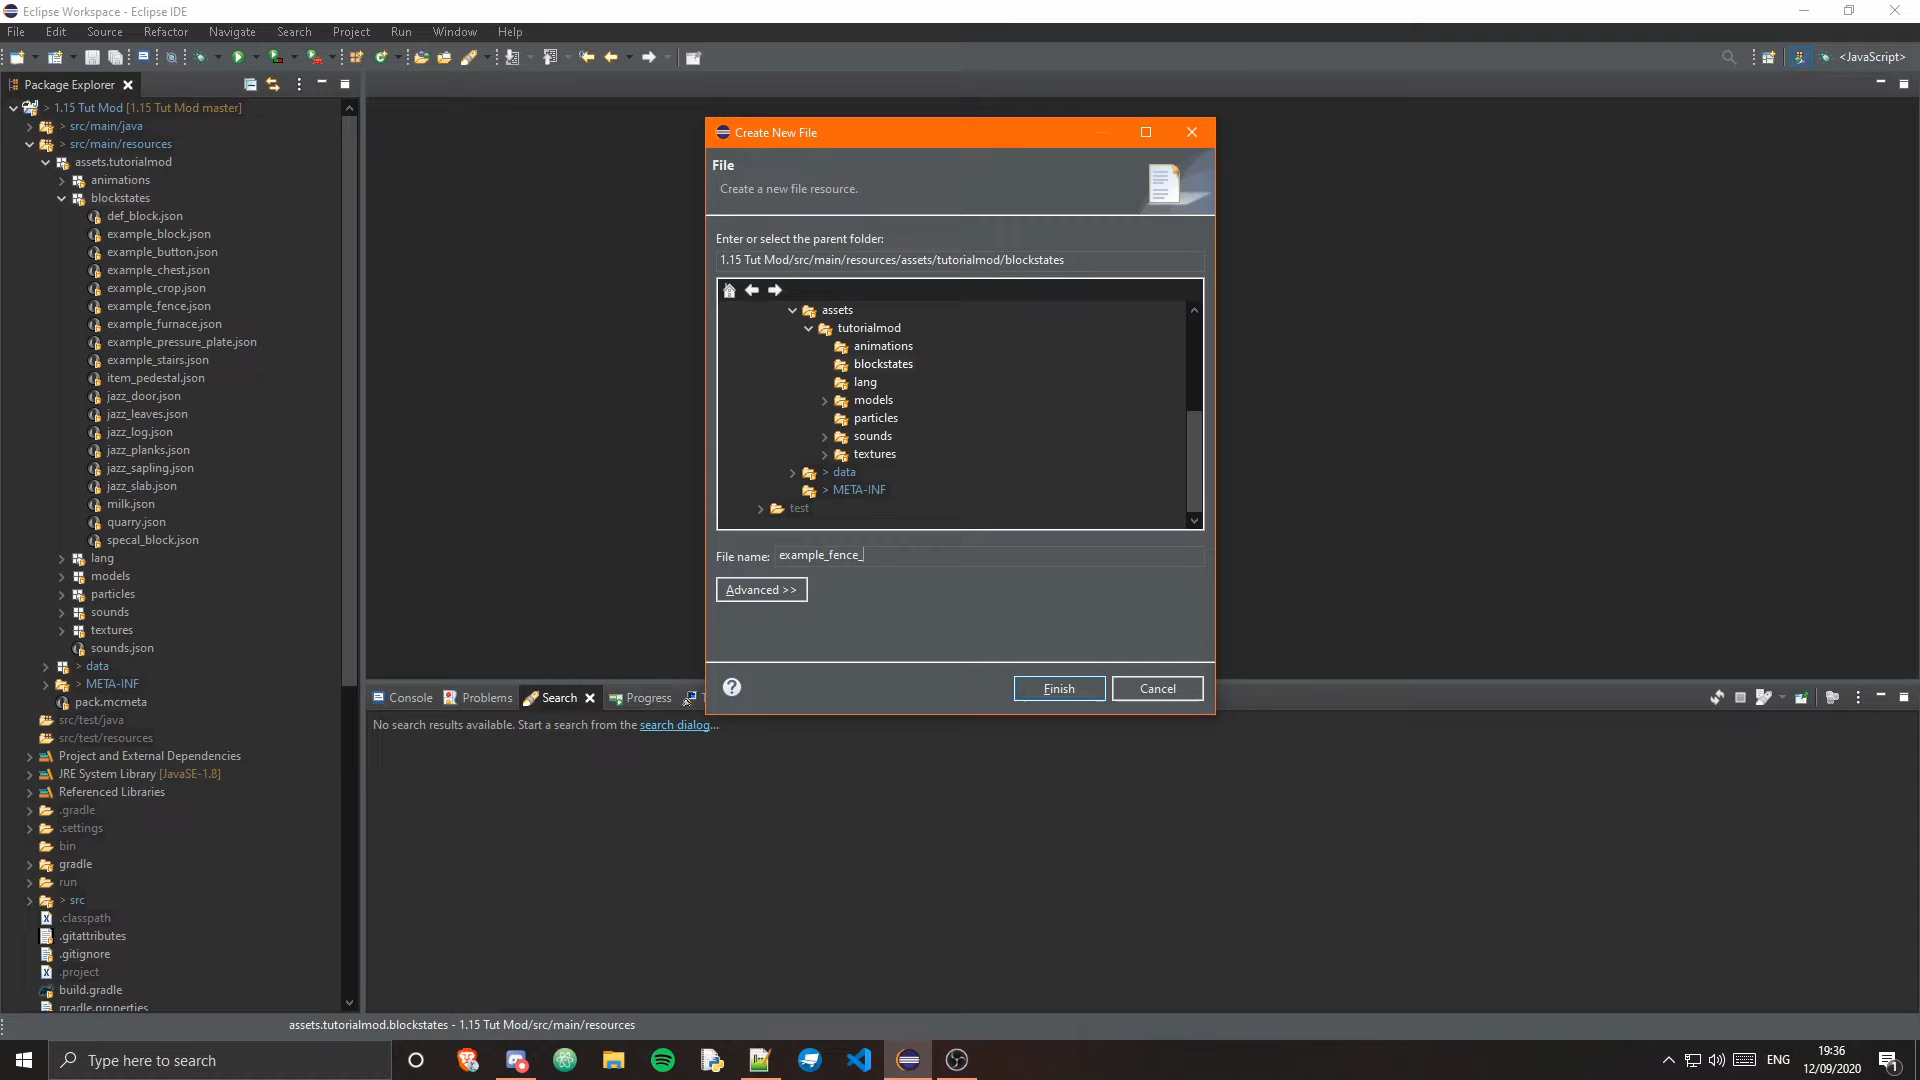 Eclipse Workspace - Eclipse IDE
File Edit Source Refactor Navigate Search Project Run Window Help
<JavaScript>
Package Explorer
> 1.15 Tut Mod [1.15 Tut Mod master]
> src/main/java
> src/main/resources
assets.tutorialmod
animations
blockstates
def_block.json
example_block.json
example_button.json
example_chest.json
example_crop.json
example_fence.json
example_furnace.json
example_pressure_plate.json
example_stairs.json
item_pedestal.json
jazz_door.json
jazz_leaves.json
jazz_log.json
jazz_planks.json
jazz_sapling.json
jazz_slab.json
milk.json
quarry.json
specal_block.json
lang
models
particles
sounds
textures
sounds.json
> data
> META-INF
pack.mcmeta
src/test/java
src/test/resources
Project and External Dependencies
JRE System Library [JavaSE-1.8]
Referenced Libraries
.gradle
.settings
bin
gradle
run
> src
.classpath
.gitattributes
.gitignore
.project
build.gradle
gradle.properties
Create New File
File
Create a new file resource.
Enter or select the parent folder:
1.15 Tut Mod/src/main/resources/assets/tutorialmod/blockstates
assets
tutorialmod
animations
blockstates
lang
models
particles
sounds
textures
> data
> META-INF
test
File name: example_fence_
Advanced >>
Finish
Cancel
Console Problems Search Progress
No search results available. Start a search from the search dialog...
assets.tutorialmod.blockstates - 1.15 Tut Mod/src/main/resources
Type here to search
ENG
19:36
12/09/2020
1